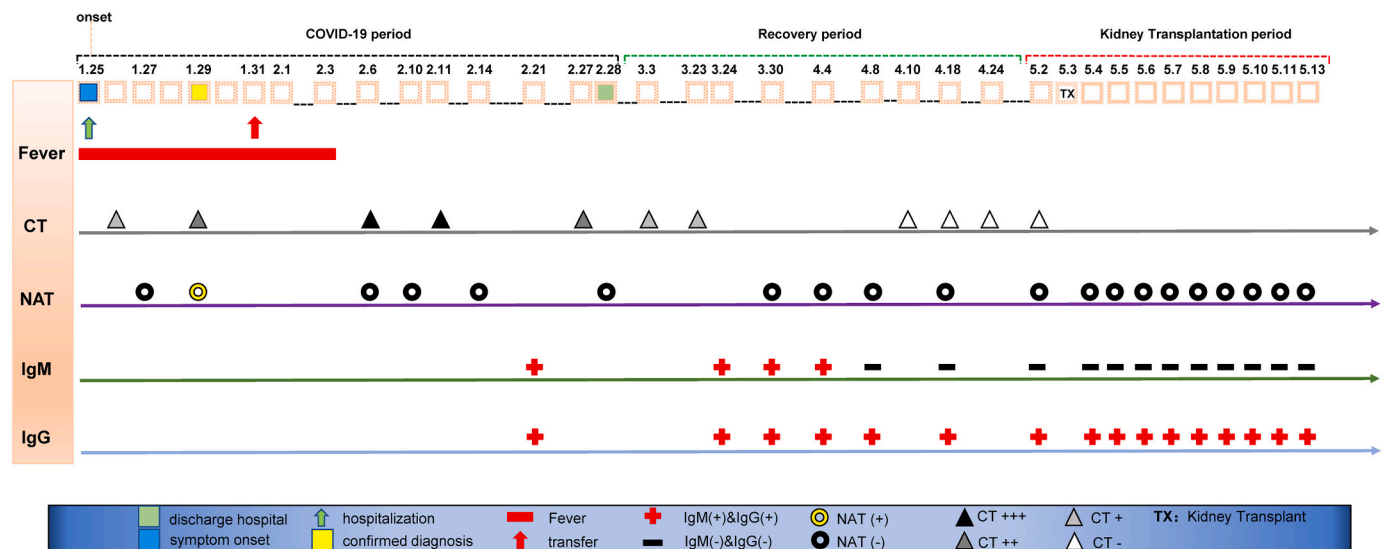 onset
COVID-19 period Recovery period Kidney Transplantation period
1.25 1.27 1.29 1.31 2.1 2.3 2.6 2.10 2.11 2.14 2.21 2.27 2.28 3.3 3.23 3.24 3.30 4.4 4.8 4.10 4.18 4.24 5.2 5.3 5.4 5.5 5.6 5.7 5.8 5.9 5.10 5.11 5.13
TX
Fever
CT
NAT
IgM
IgG
discharge hospital hospitalization Fever IgM(+)&IgG(+) NAT (+) CT +++ CT + TX: Kidney Transplant
symptom onset confirmed diagnosis transfer IgM(-)&IgG(-) NAT (-) CT ++ CT -